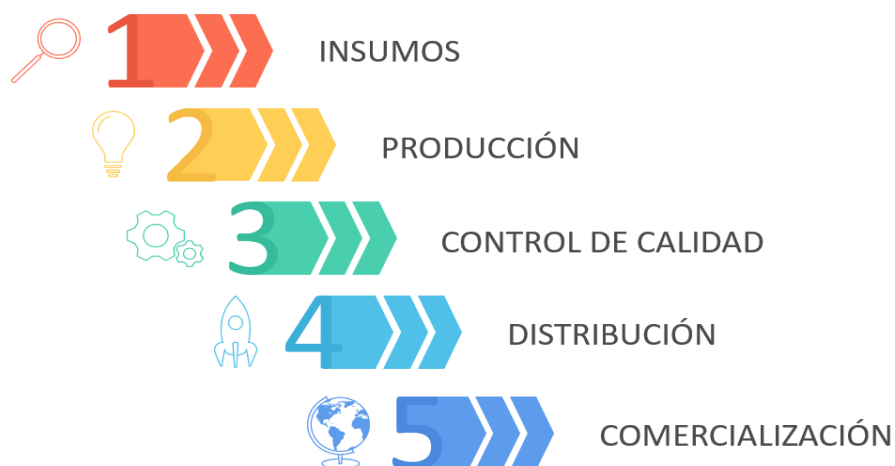 1 INSUMOS
2 PRODUCCIÓN
3 CONTROL DE CALIDAD
4 DISTRIBUCIÓN
5 COMERCIALIZACIÓN